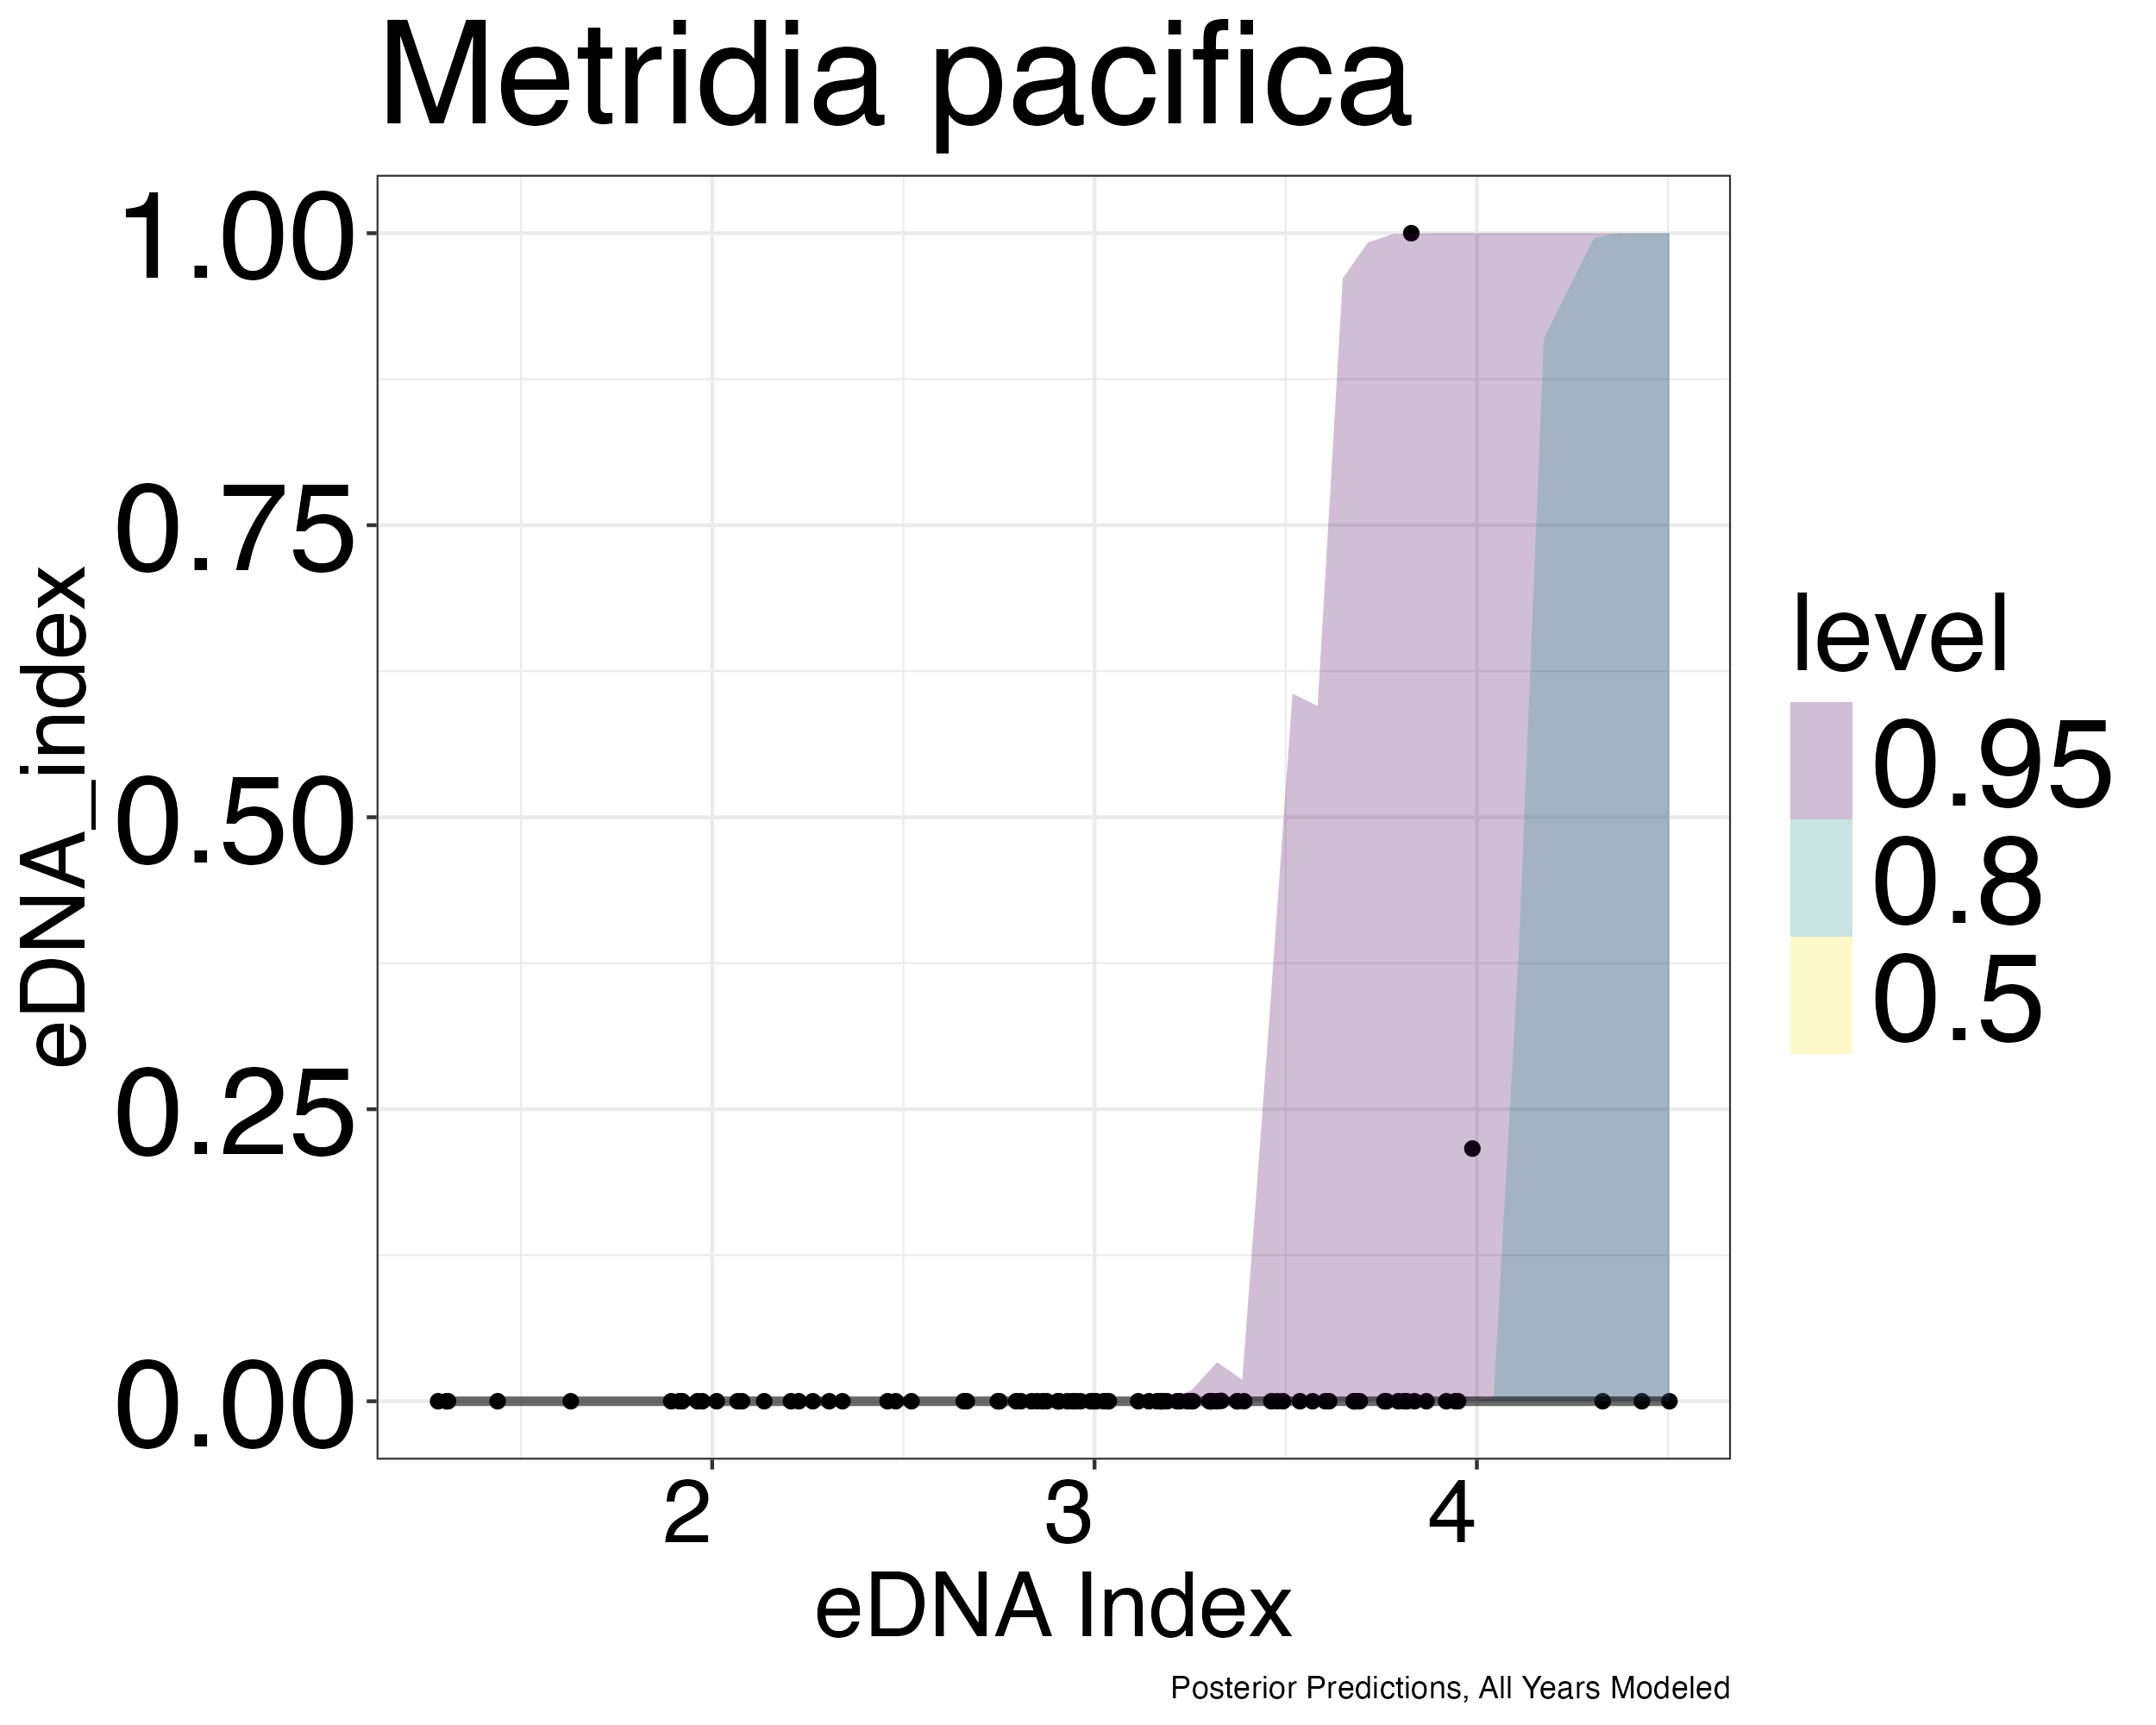 Metridia pacifica
1.00
0.75
0.50
0.25
0.00
eDNA_index
2 3 4
eDNA Index
level
0.95
0.8
0.5
Posterior Predictions, All Years Modeled